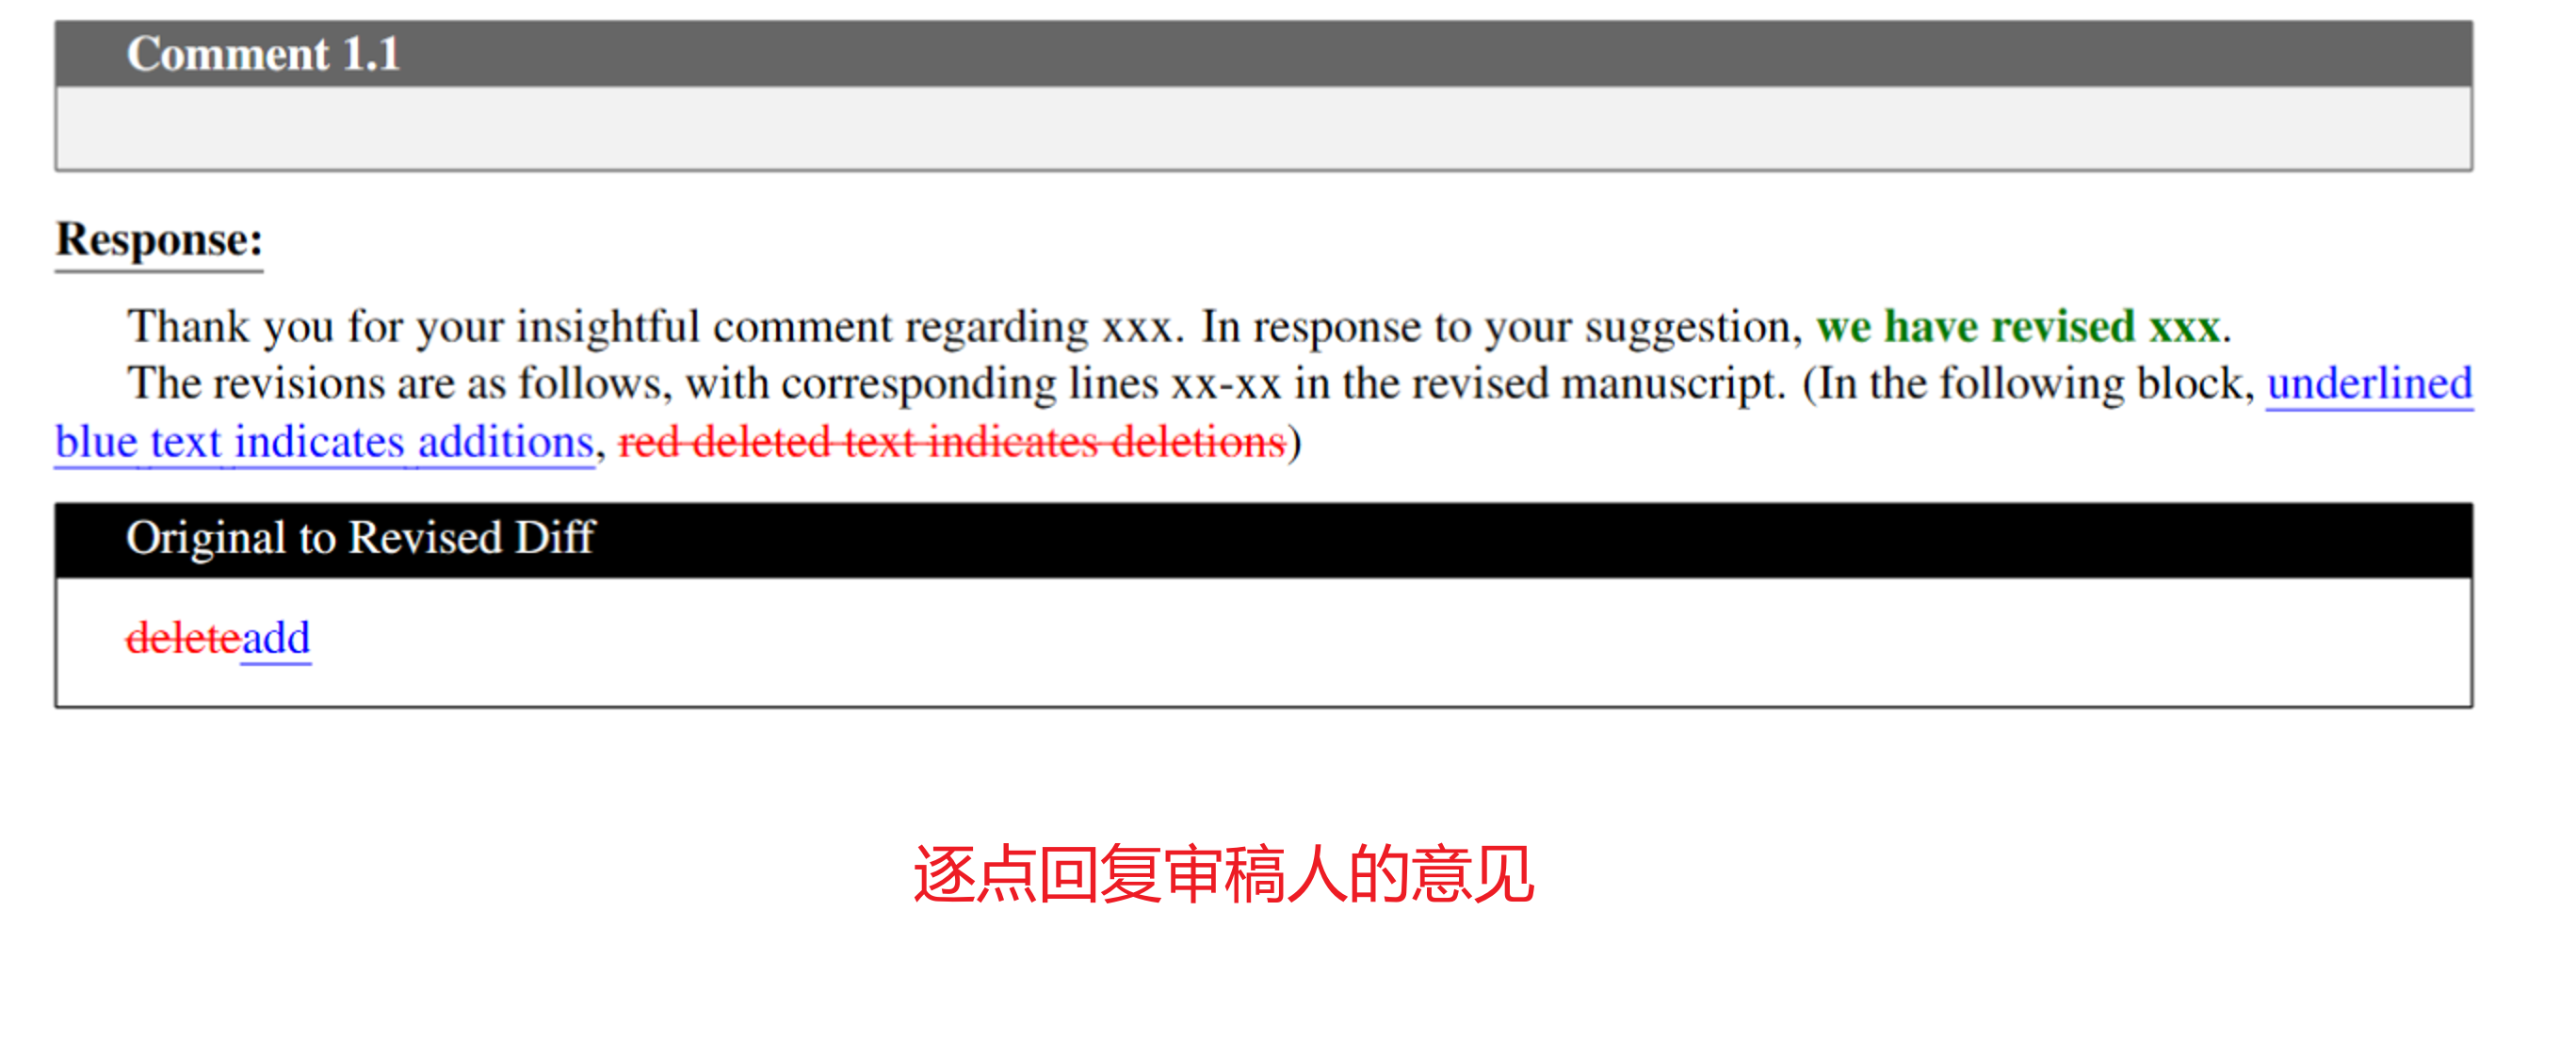 Comment 1.1
Response:
Thank you for your insightful comment regarding xxx. In response to your suggestion, we have revised xxx.
The revisions are as follows, with corresponding lines xx-xx in the revised manuscript. (In the following block, underlined
blue text indicates additions, red deleted text indicates deletions)
Original to Revised Diff
deleteadd
逐点回复审稿人的意见